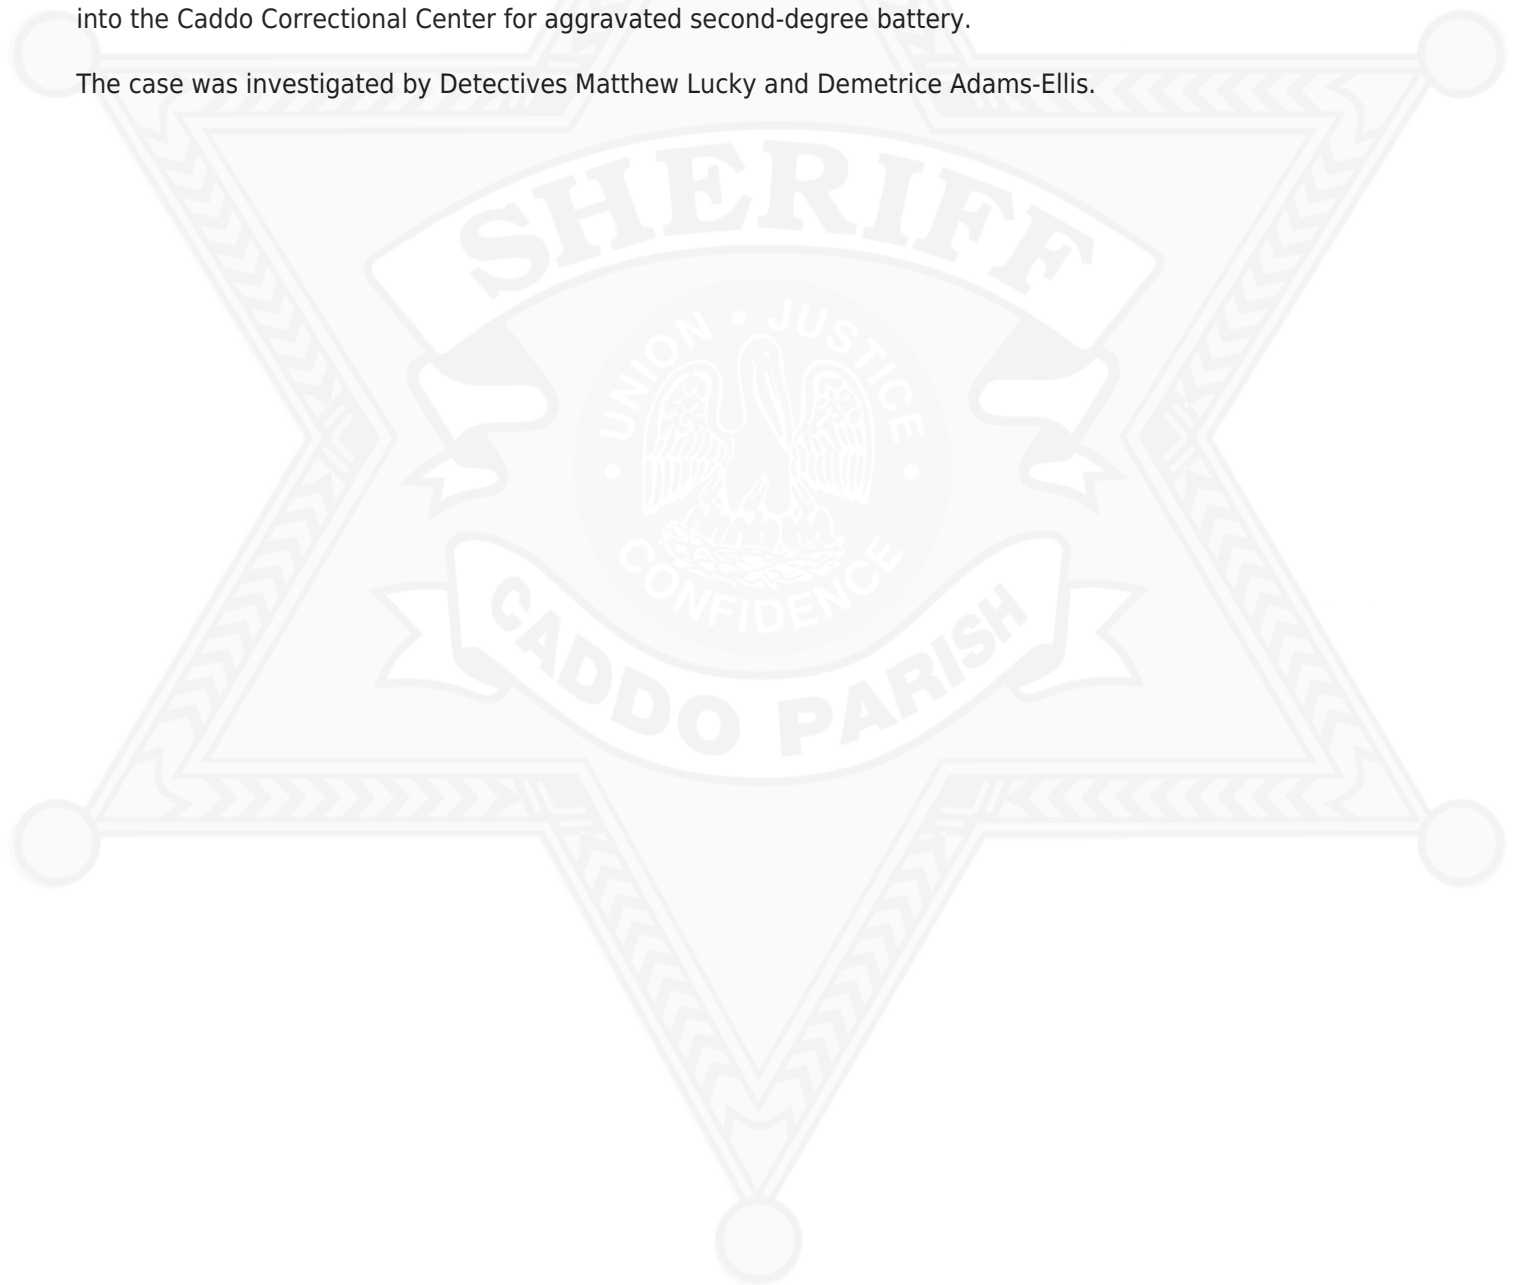 into the Caddo Correctional Center for aggravated second-degree battery.
The case was investigated by Detectives Matthew Lucky and Demetrice Adams-Ellis.
SHERIFF
UNION • JUSTICE
• CONFIDENCE •
CADDO PARISH